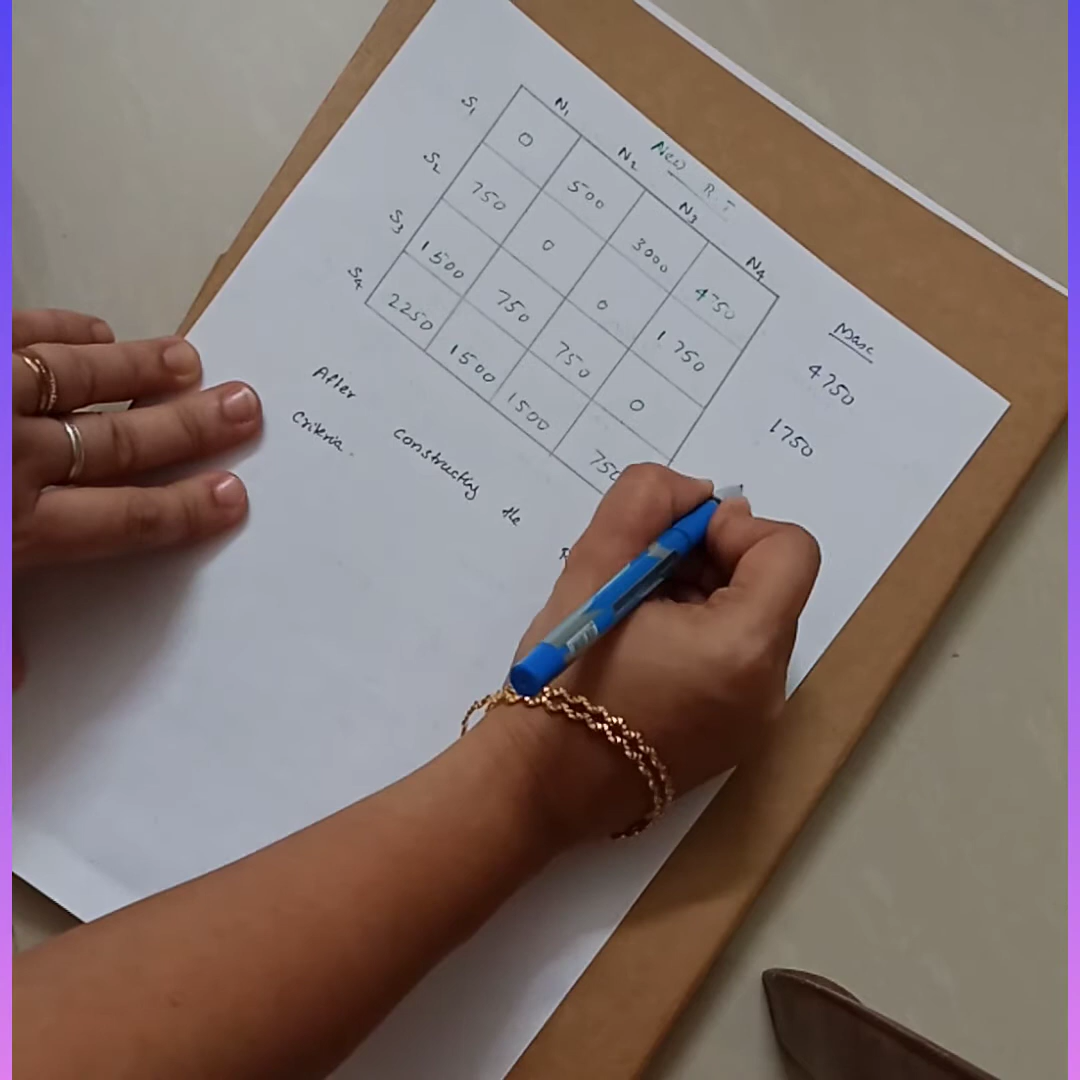 New R.T
N1 N2 N3 N4 Max
S1 0 500 3000 4750 4750
S2 750 0 0 1750 1750
S3 1500 750 750 0
S4 2250 1500 1500 750
After constructing the
Criteria.